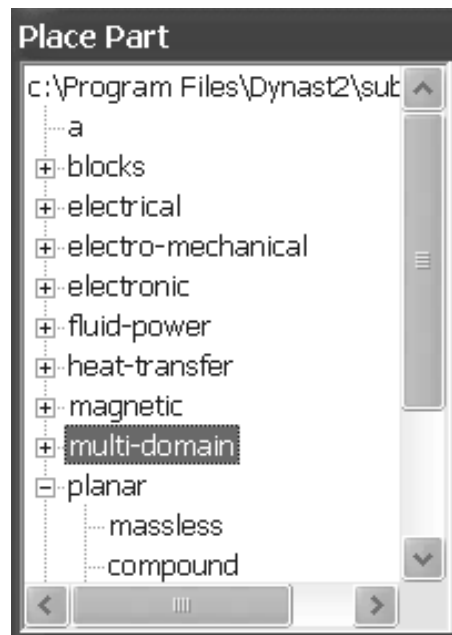 Place Part
c:\Program Files\Dynast2\sub
a
blocks
electrical
electro-mechanical
electronic
fluid-power
heat-transfer
magnetic
multi-domain
planar
massless
compound